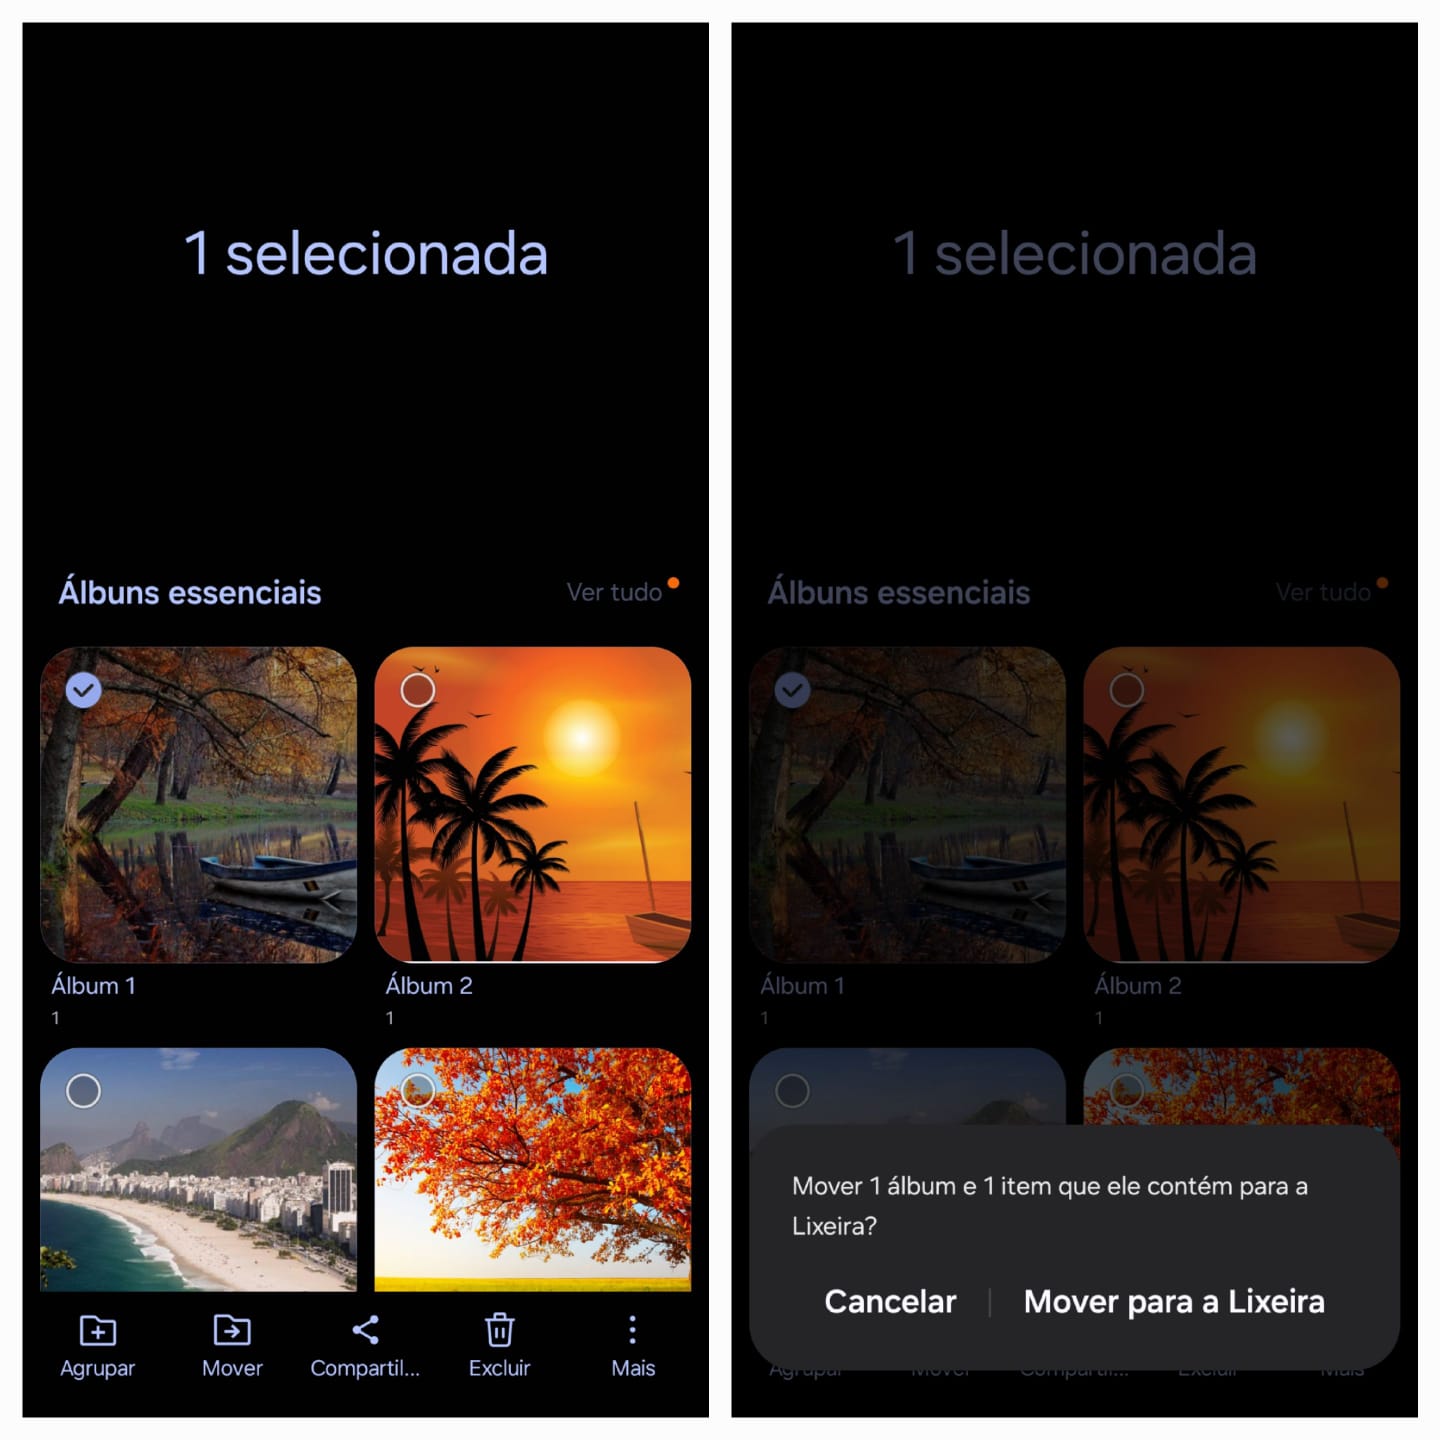 1 selecionada
Álbuns essenciais
Ver tudo
Álbum 1
1
Álbum 2
1
Agrupar
Mover
Compartil...
Excluir
Mais
1 selecionada
Álbuns essenciais
Ver tudo
Álbum 1
1
Álbum 2
1
Mover 1 álbum e 1 item que ele contém para a
Lixeira?
Cancelar
Mover para a Lixeira
Agrupar
Mover
Compartil...
Excluir
Mais